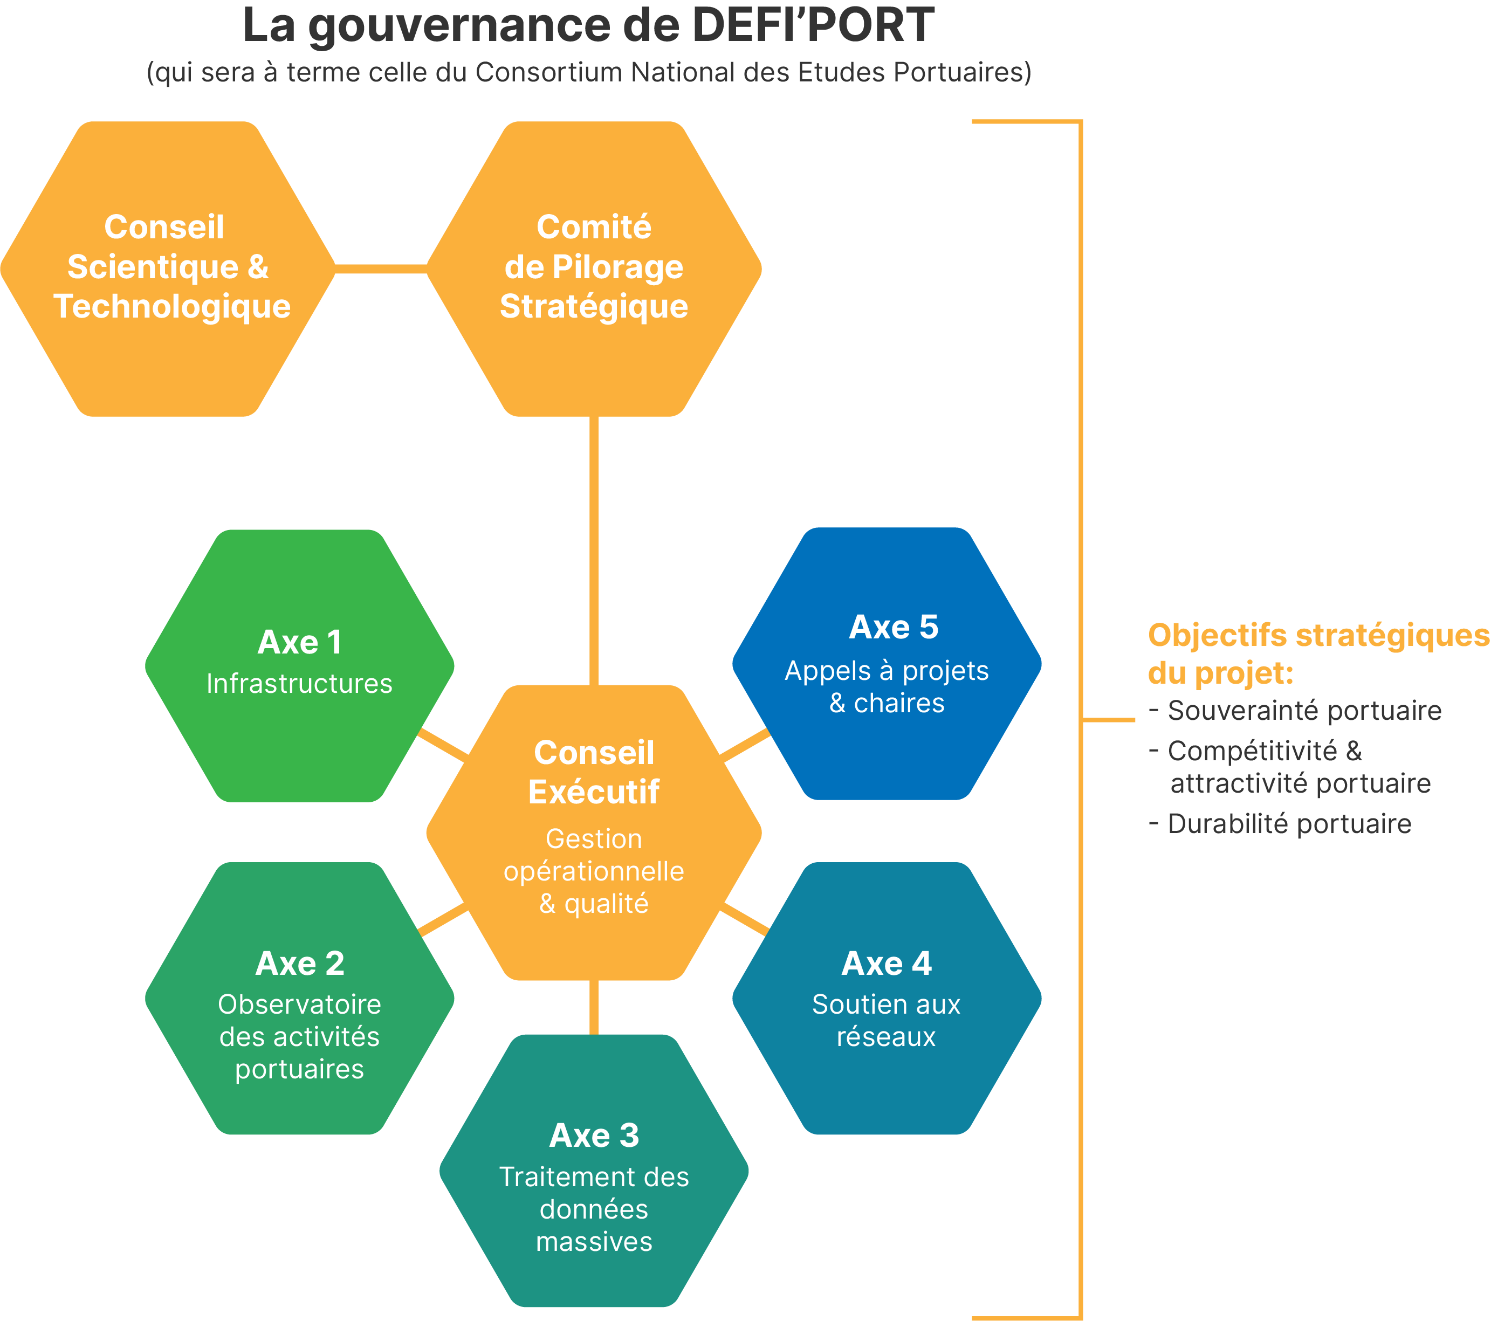 La gouvernance de DEFI’PORT
(qui sera à terme celle du Consortium National des Etudes Portuaires)
Conseil
Scientique &
Technologique
Comité
de Pilorage
Stratégique
Axe 1
Infrastructures
Axe 5
Appels à projets
& chaires
Conseil
Exécutif
Gestion
opérationnelle
& qualité
Axe 2
Observatoire
des activités
portuaires
Axe 4
Soutien aux
réseaux
Axe 3
Traitement des
données
massives
Objectifs stratégiques
du projet:
- Souverainté portuaire
- Compétitivité &
attractivité portuaire
- Durabilité portuaire